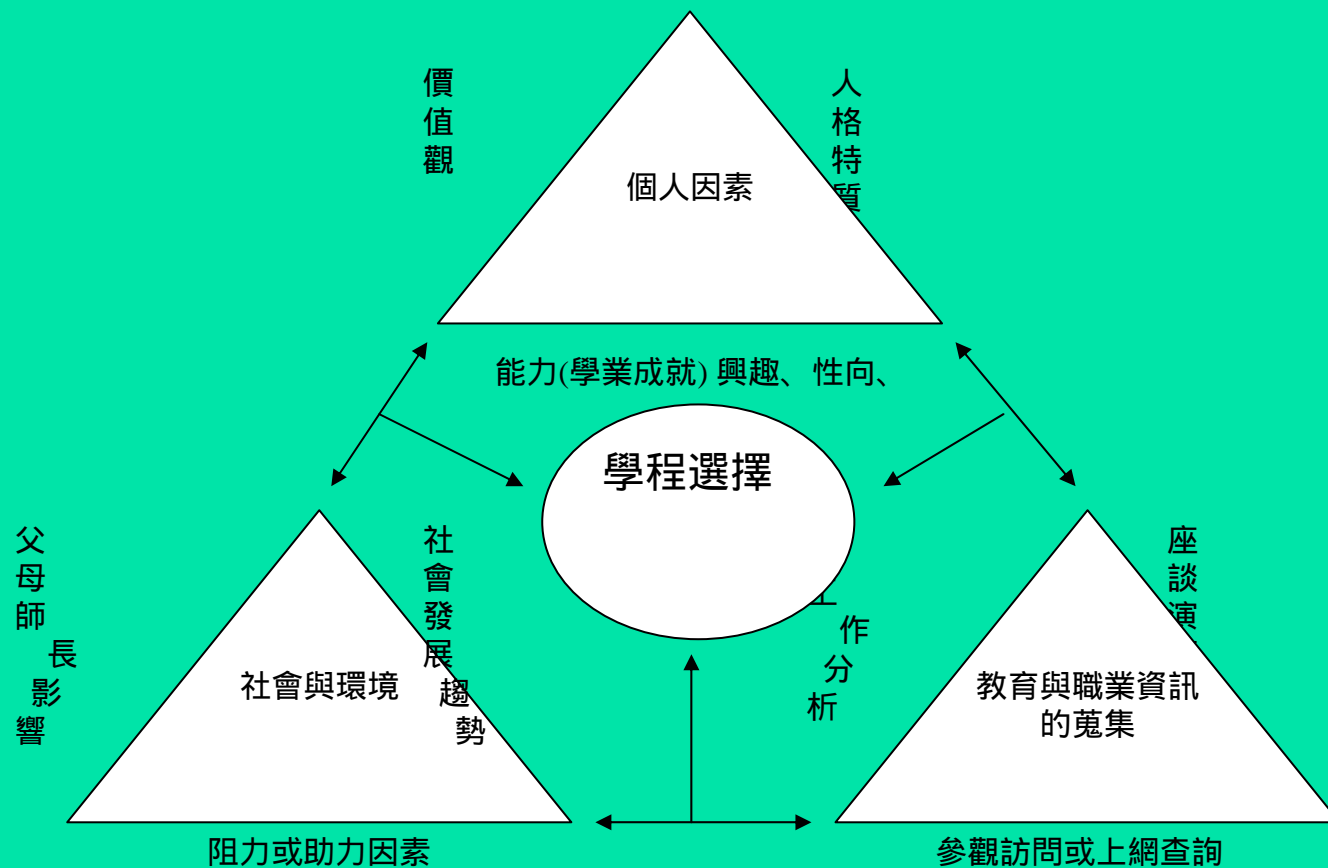 價值觀
人格特質
個人因素
能力(學業成就) 興趣、性向、
學程選擇
父母師長影響
社會發展趨勢
社會與環境
阻力或助力因素
作分析
座談演
教育與職業資訊
的蒐集
參觀訪問或上網查詢